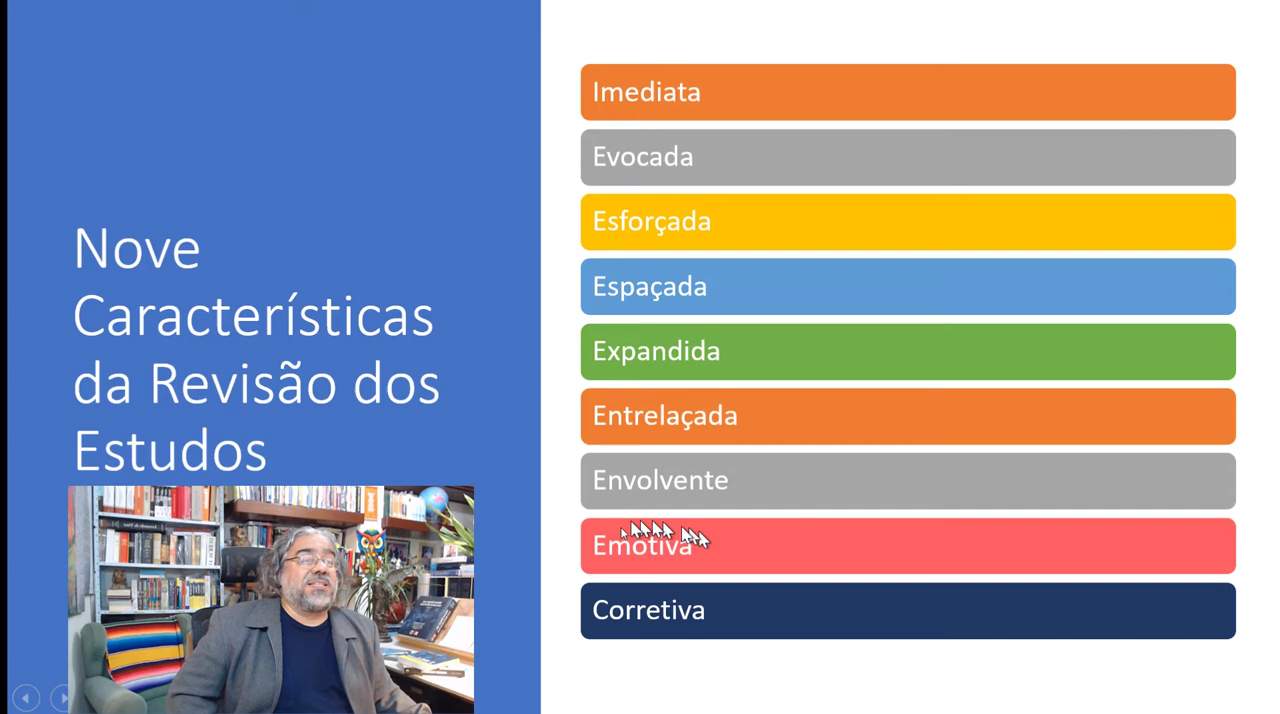 Nove
Características
da Revisão dos
Estudos
Imediata
Evocada
Esforçada
Espaçada
Expandida
Entrelaçada
Envolvente
Emotiva
Corretiva